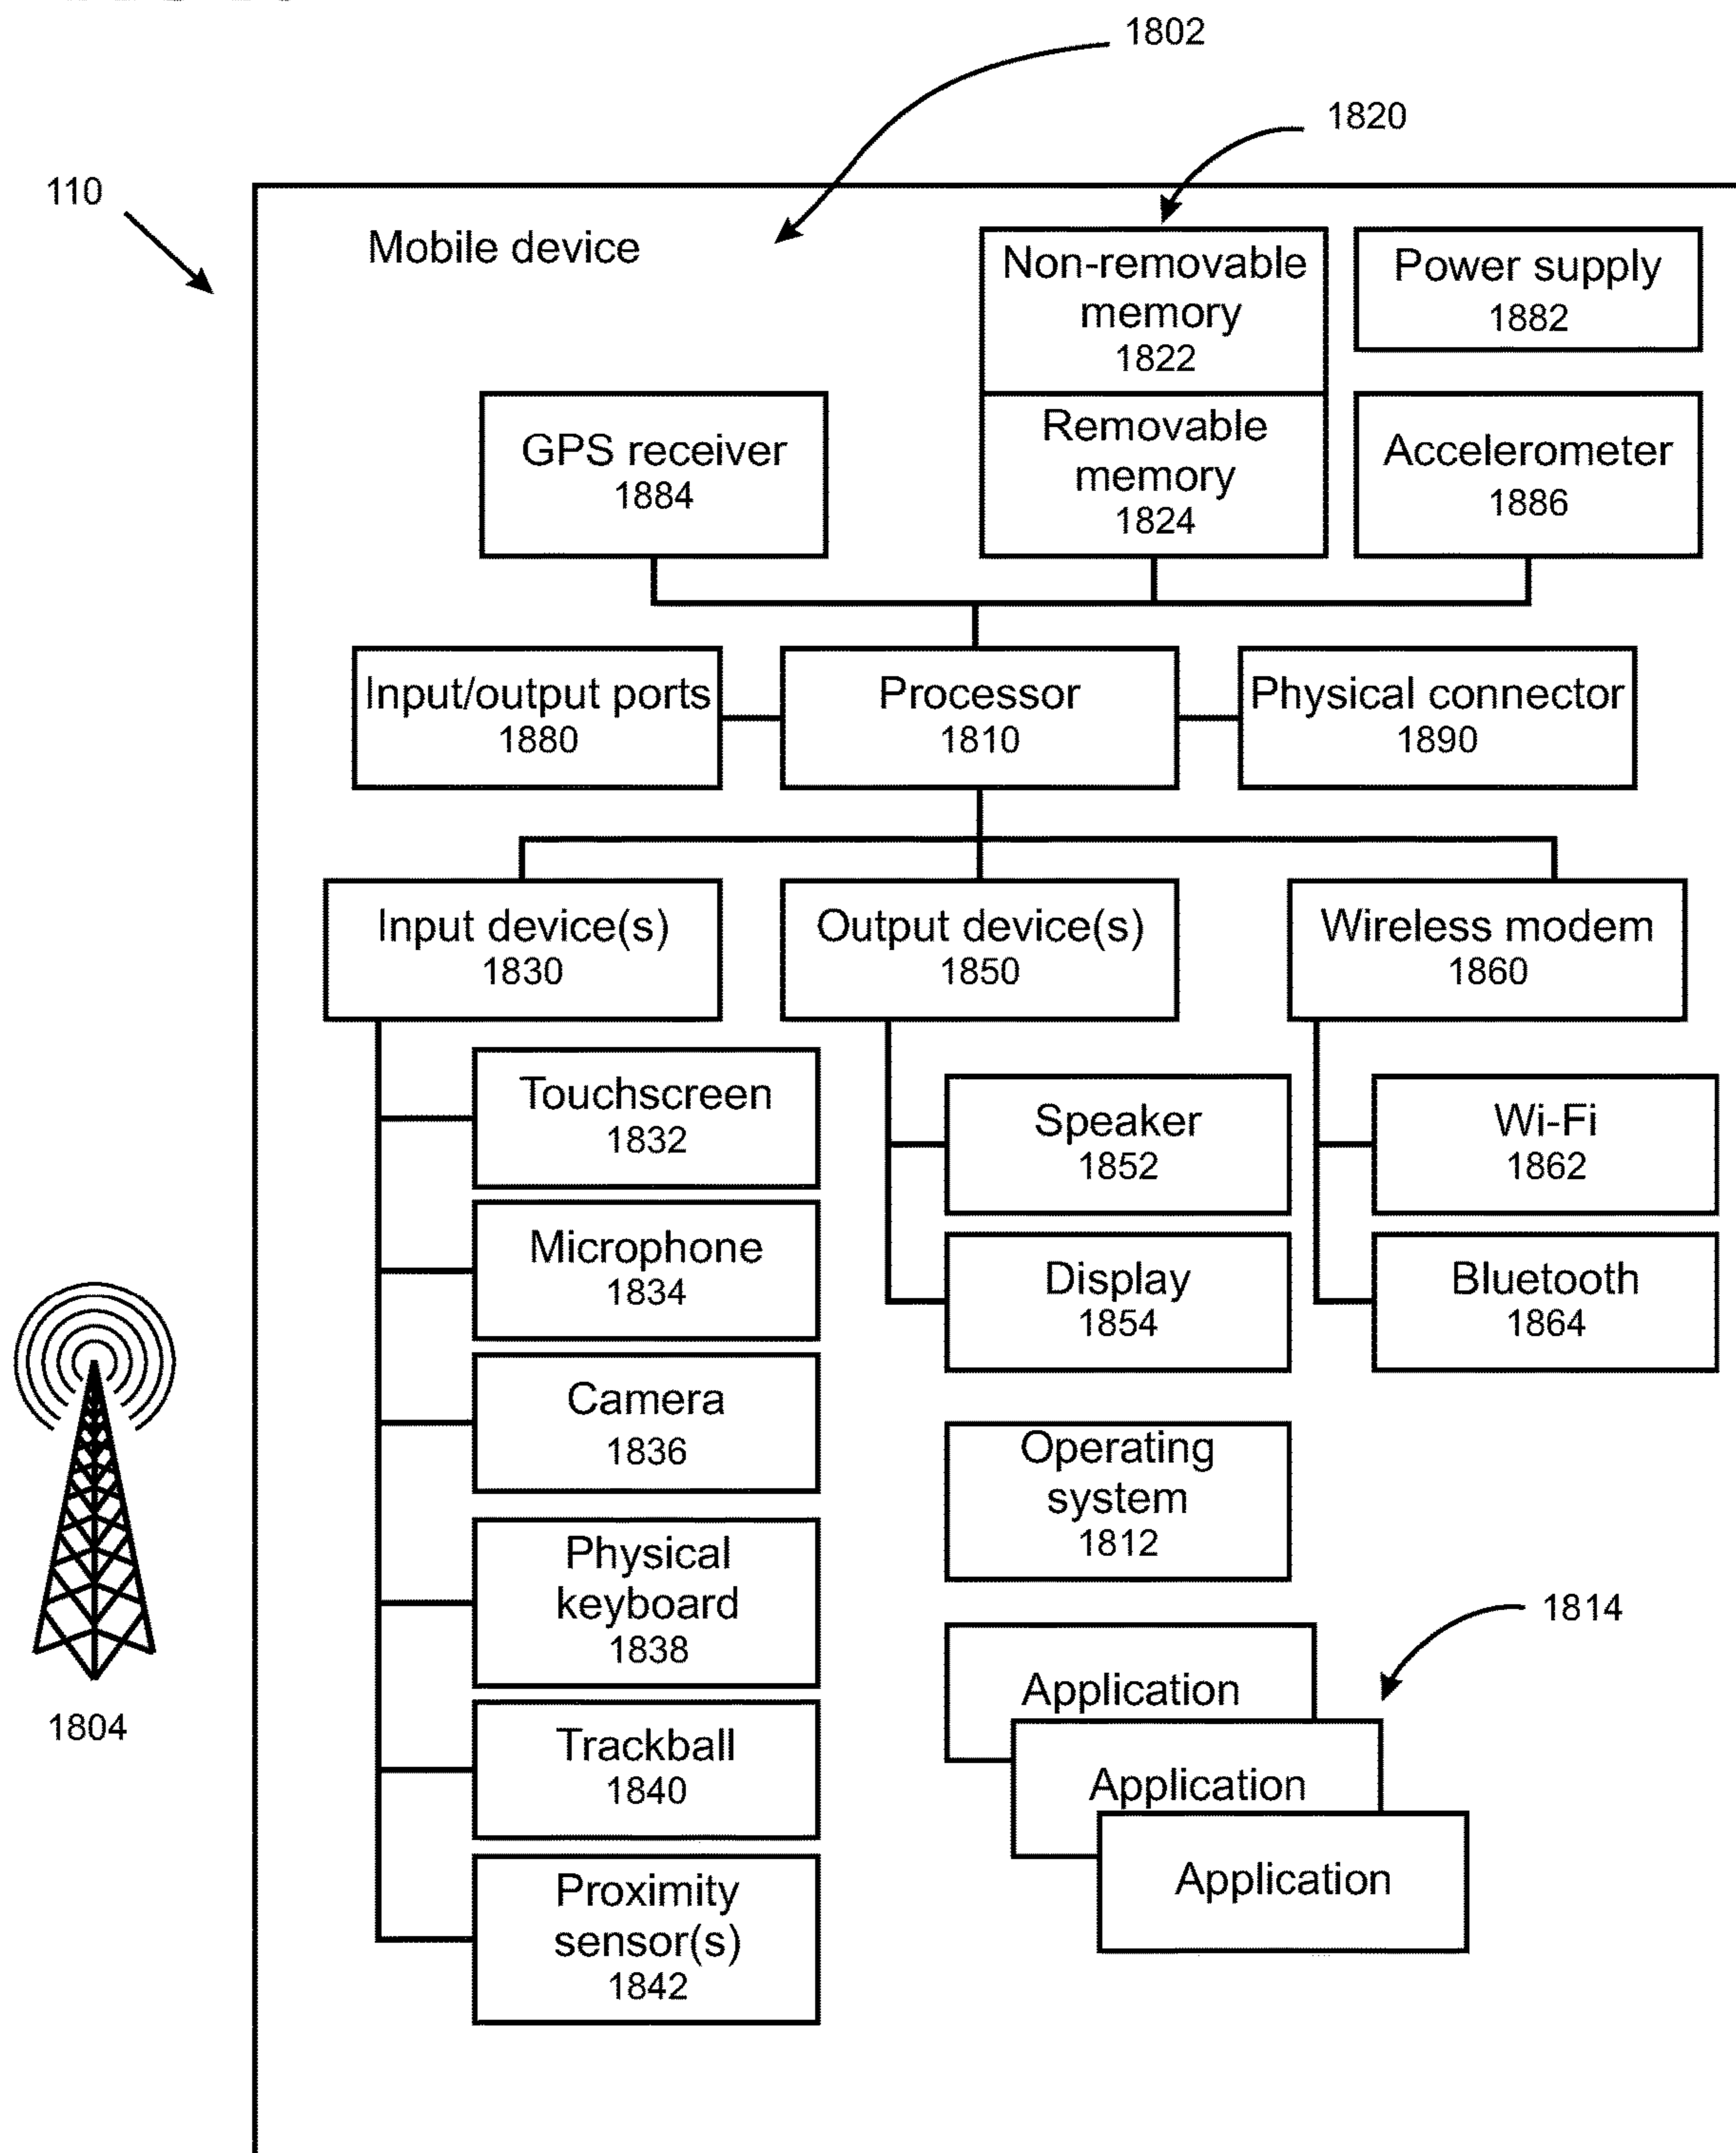 1802
1820
110
Mobile device
Non-removable
memory
1822
Power supply
1882
GPS receiver
1884
Removable
memory
1824
Accelerometer
1886
Input/output ports
1880
Processor
1810
Physical connector
1890
Input device(s)
1830
Output device(s)
1850
Wireless modem
1860
Touchscreen
1832
Speaker
1852
Wi-Fi
1862
Microphone
1834
Display
1854
Bluetooth
1864
Camera
1836
Operating
system
1812
Physical
keyboard
1838
1814
Application
1804
Trackball
1840
Application
Application
Proximity
sensor(s)
1842